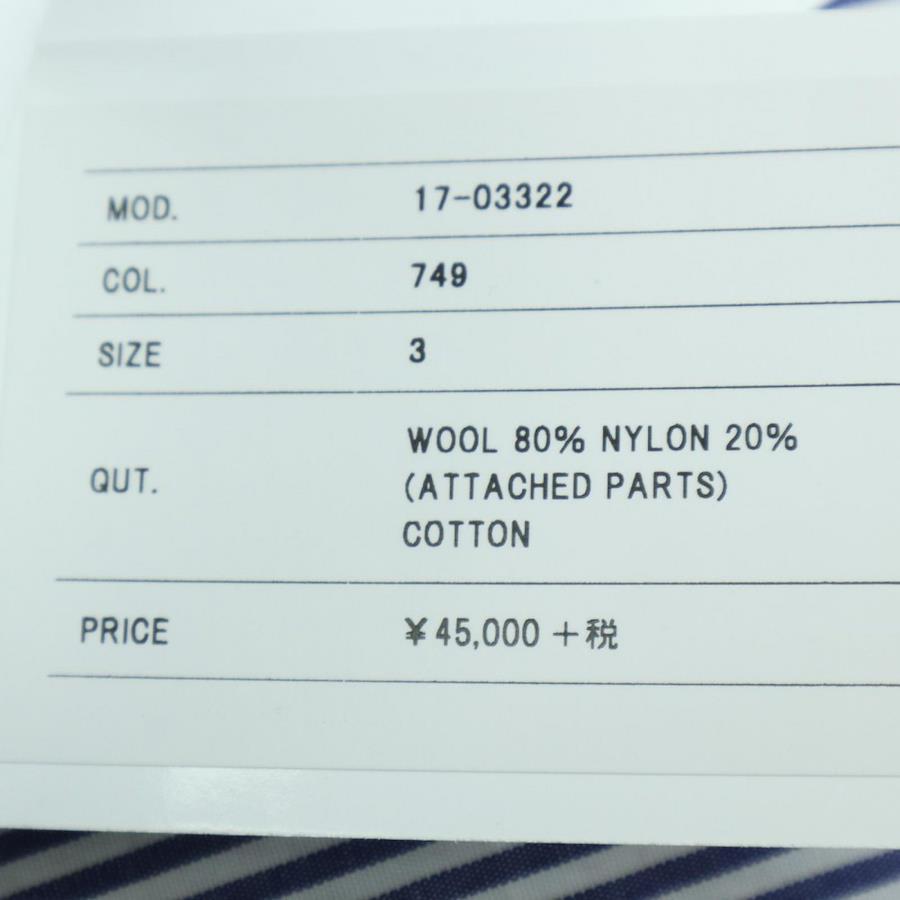 MOD. 17-03322
COL. 749
SIZE 3
QUT. WOOL 80% NYLON 20%
(ATTACHED PARTS)
COTTON
PRICE ¥45,000 +税